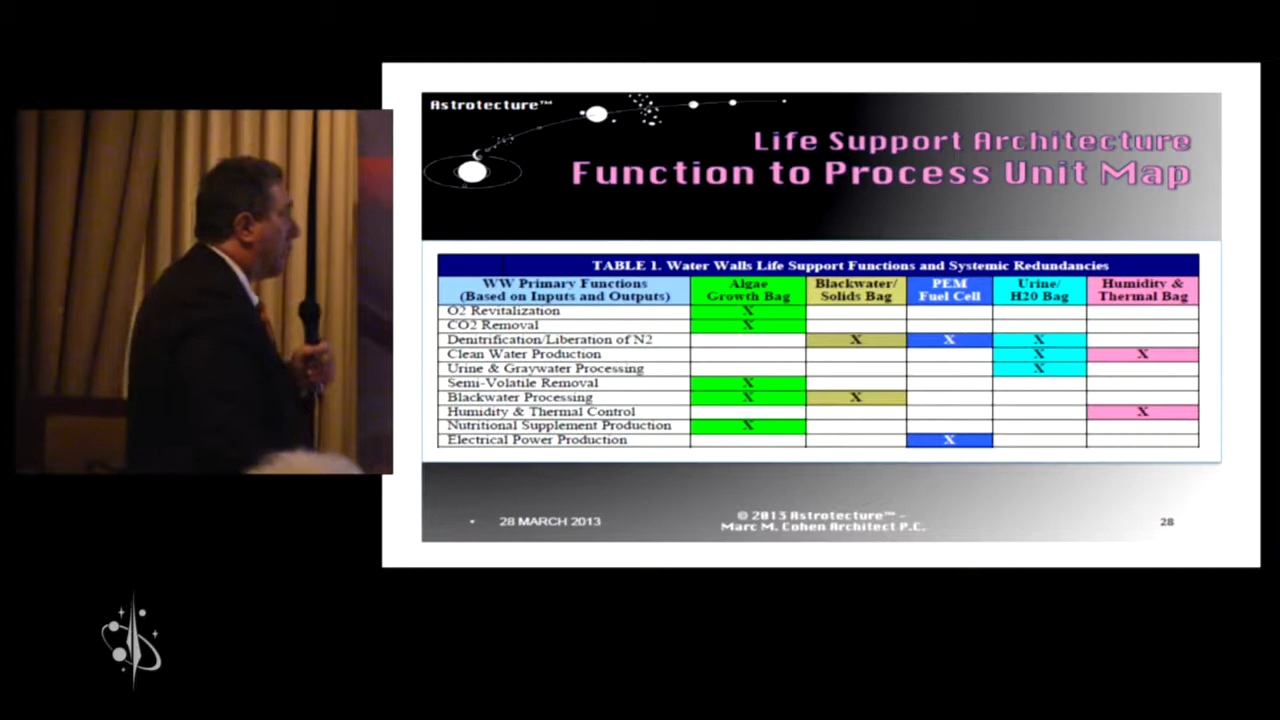 Astrotecture™
Life Support Architecture
Function to Process Unit Map
TABLE 1. Water Walls Life Support Functions and Systemic Redundancies
WW Primary Functions (Based on Inputs and Outputs) Algae Growth Bag Blackwater/ Solids Bag PEM Fuel Cell Urine/ H20 Bag Humidity & Thermal Bag
O2 Revitalization X
CO2 Removal X
Denitrification/Liberation of N2 X X X
Clean Water Production X X
Urine & Graywater Processing X
Semi-Volatile Removal X
Blackwater Processing X X
Humidity & Thermal Control X
Nutritional Supplement Production X
Electrical Power Production X
• 28 MARCH 2013
© 2013 Astrotecture™ –
Marc M. Cohen Architect P.C.
28